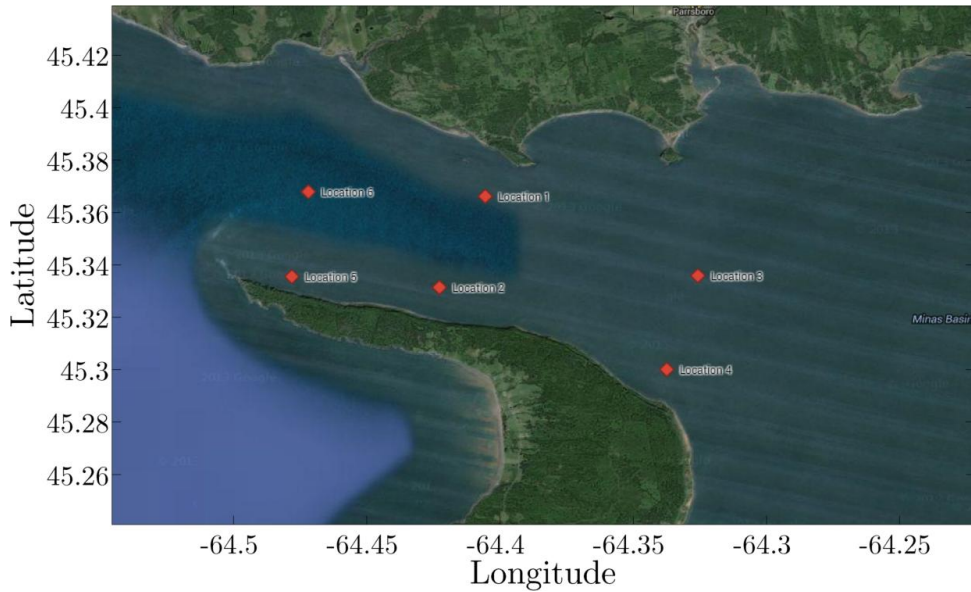 Parrsboro
45.42
45.4
45.38
Location 6
Location 1
45.36
45.34
Location 5
Location 3
Location 2
45.32
Minas Basin
45.3
Location 4
45.28
45.26
-64.5
-64.45
-64.4
-64.35
-64.3
-64.25
Latitude
Longitude